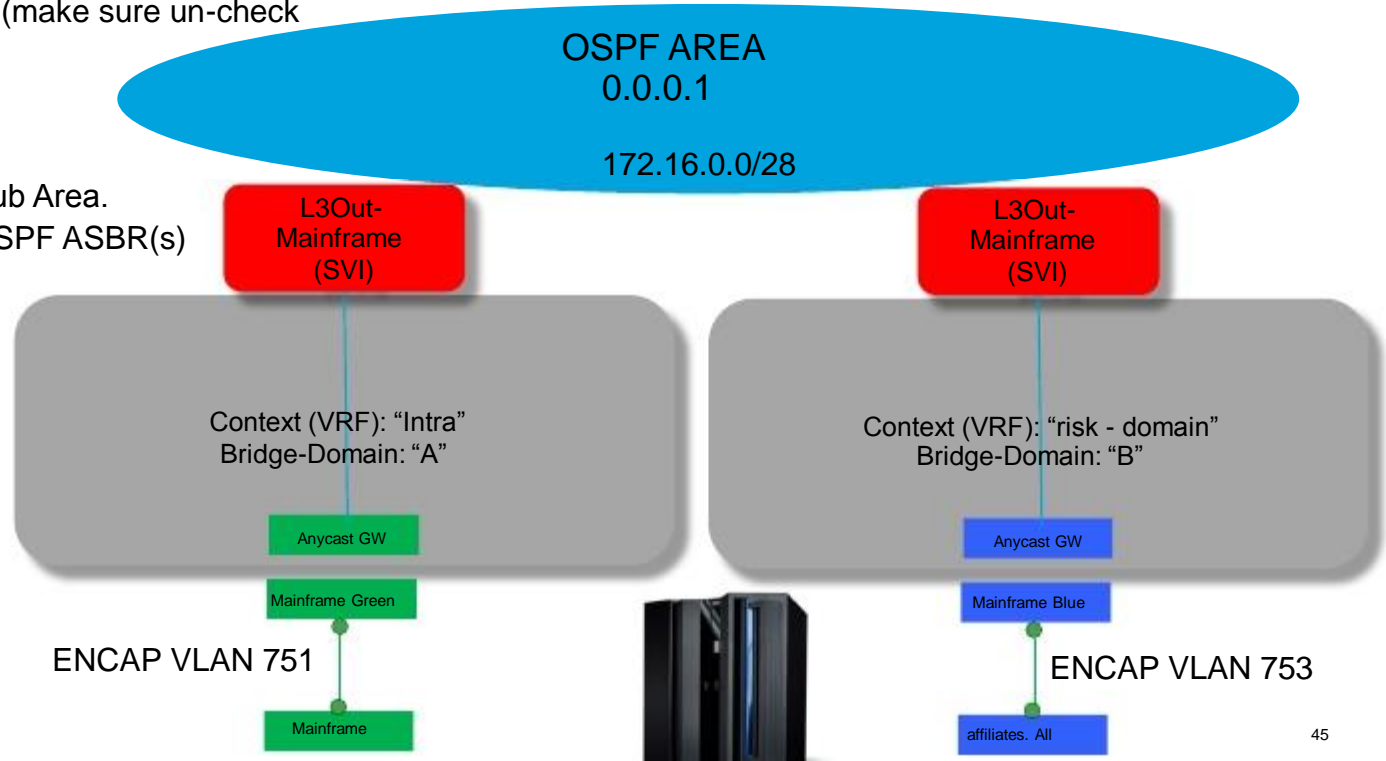 (make sure un-check
OSPF AREA
0.0.0.1
172.16.0.0/28
ub Area.
SPF ASBR(s)
L3Out-
Mainframe
(SVI)
L3Out-
Mainframe
(SVI)
Context (VRF): “Intra”
Bridge-Domain: “A”
Context (VRF): “risk - domain”
Bridge-Domain: “B”
Anycast GW
Anycast GW
Mainframe Green
Mainframe Blue
ENCAP VLAN 751
ENCAP VLAN 753
Mainframe
affiliates. All
45